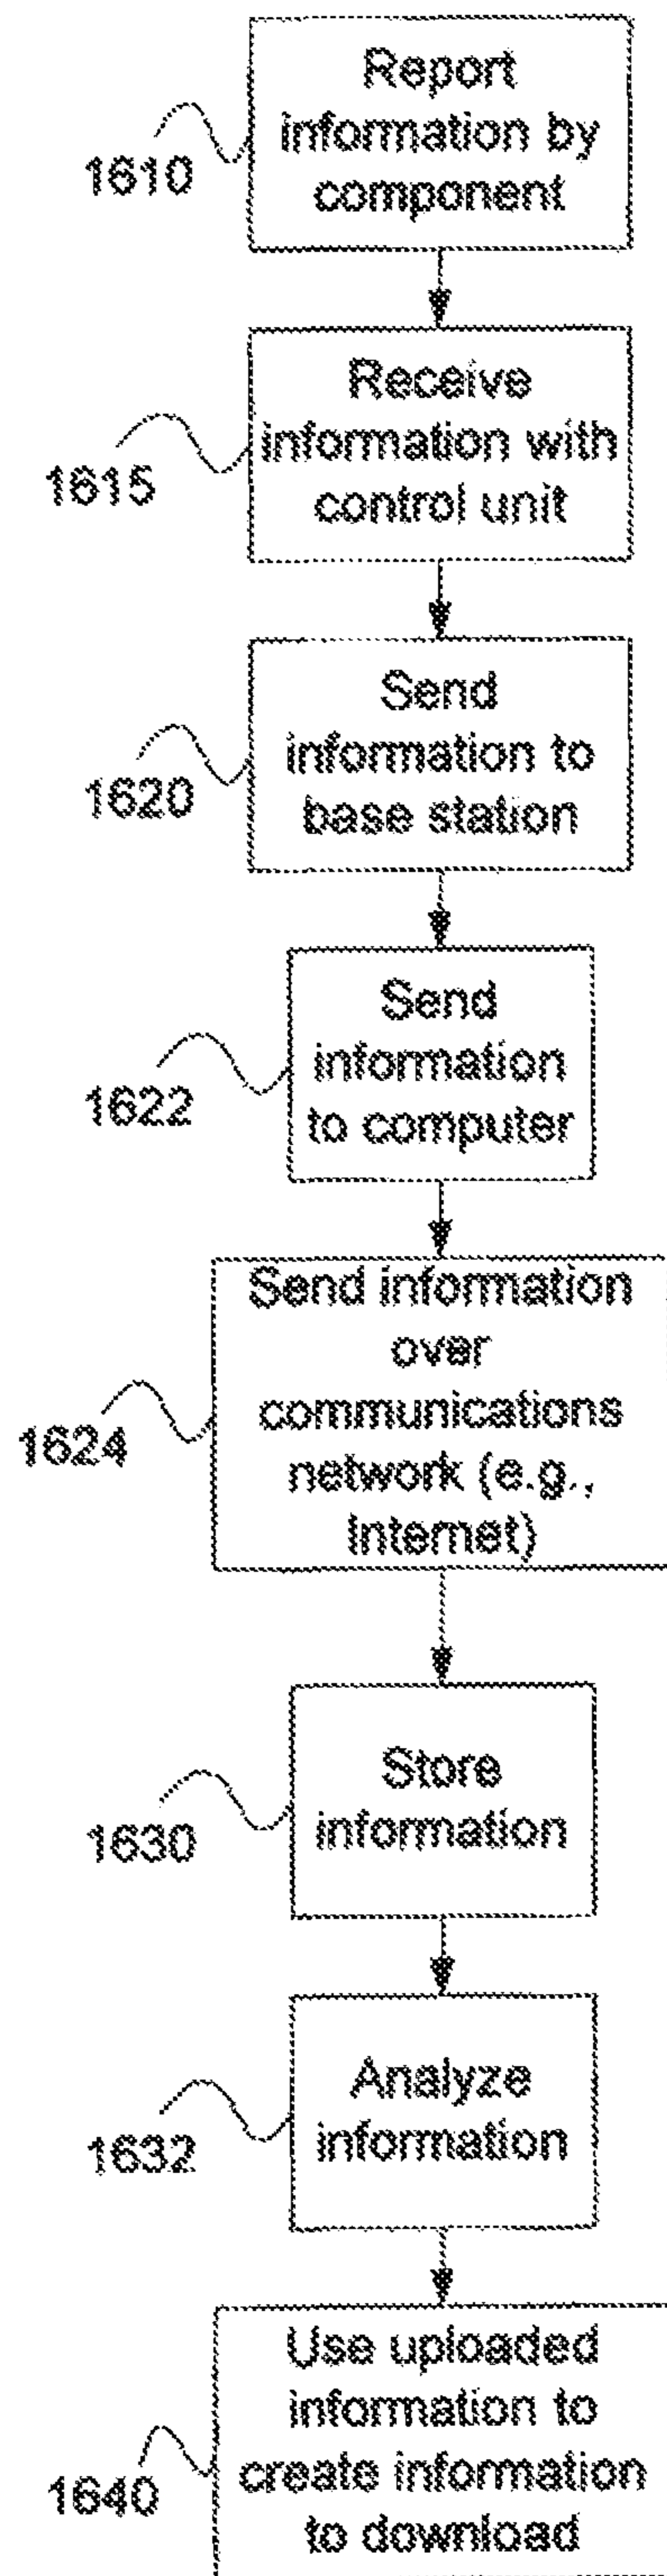 Report
information by
component
1610
Receive
information with
control unit
1615
Send
information to
base station
1620
Send
information
to computer
1622
Send information
over
communications
network (e.g.,
Internet)
1624
Store
information
1630
Analyze
information
1632
Use uploaded
information to
create information
to download
1640